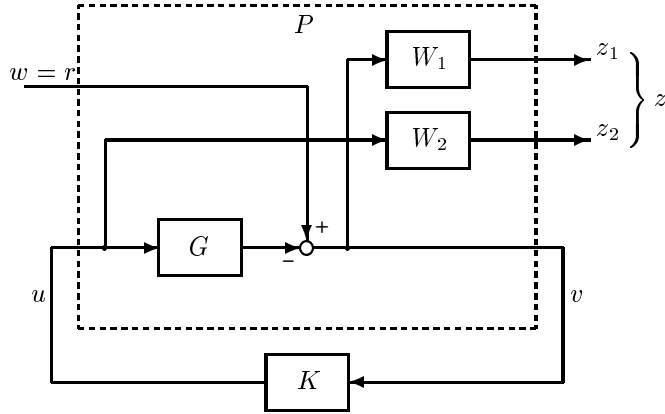 P
W₁
z₁
w = r
z
W₂
z₂
+
G
−
u
v
K